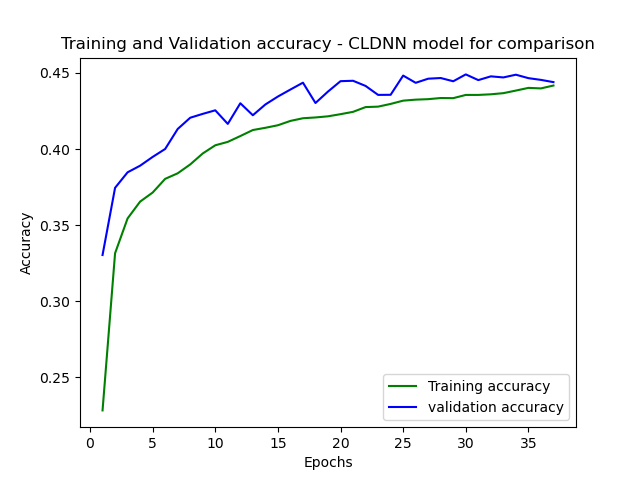 Training and Validation accuracy - CLDNN model for comparison
0.45
0.40
0.35
0.30
0.25
Accuracy
0 5 10 15 20 25 30 35
Epochs
Training accuracy
validation accuracy